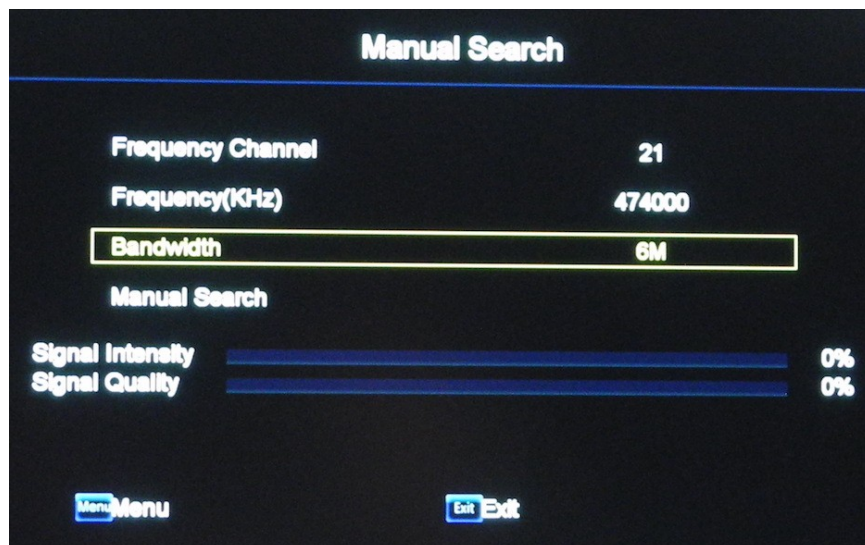 Manual Search
Frequency Channel 21
Frequency(KHz) 474000
Bandwidth 6M
Manual Search
Signal Intensity 0%
Signal Quality 0%
Menu Menu Exit Exit